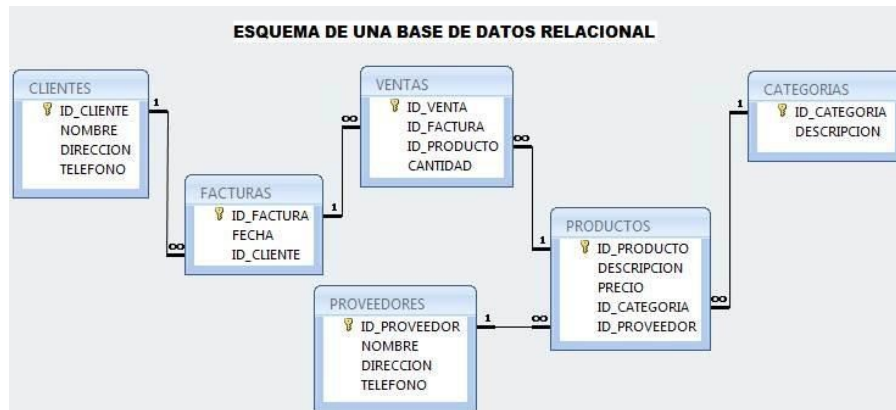 ESQUEMA DE UNA BASE DE DATOS RELACIONAL
CLIENTES
ID_CLIENTE
NOMBRE
DIRECCION
TELEFONO
1
∞
FACTURAS
ID_FACTURA
FECHA
ID_CLIENTE
1
∞
VENTAS
ID_VENTA
ID_FACTURA
ID_PRODUCTO
CANTIDAD
∞
1
PROVEEDORES
ID_PROVEEDOR
NOMBRE
DIRECCION
TELEFONO
1
∞
PRODUCTOS
ID_PRODUCTO
DESCRIPCION
PRECIO
ID_CATEGORIA
ID_PROVEEDOR
∞
1
CATEGORIAS
ID_CATEGORIA
DESCRIPCION